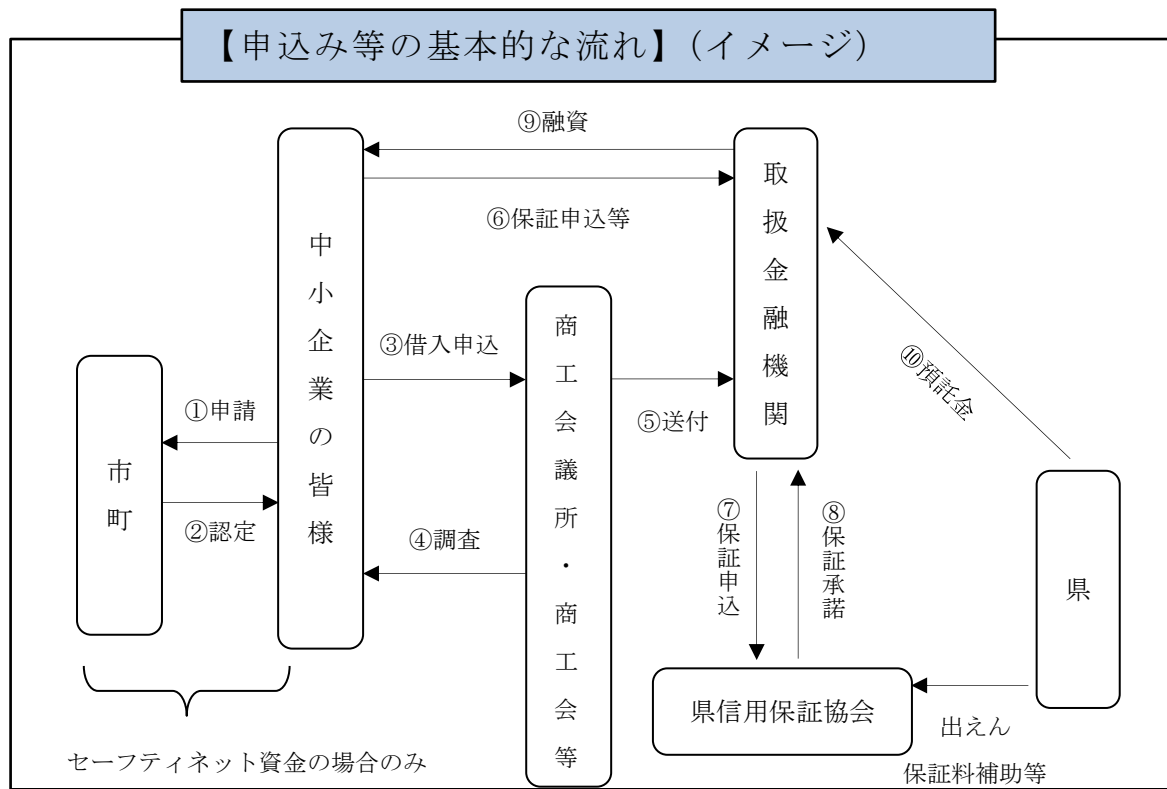 【申込み等の基本的な流れ】(イメージ)
⑨融資
⑥保証申込等
取扱金融機関
中小企業の皆様
商工会議所・商工会等
③借入申込
⑤送付
⑩預託金
①申請
市町
②認定
④調査
⑦保証申込
⑧保証承諾
県
県信用保証協会
出えん
保証料補助等
セーフティネット資金の場合のみ